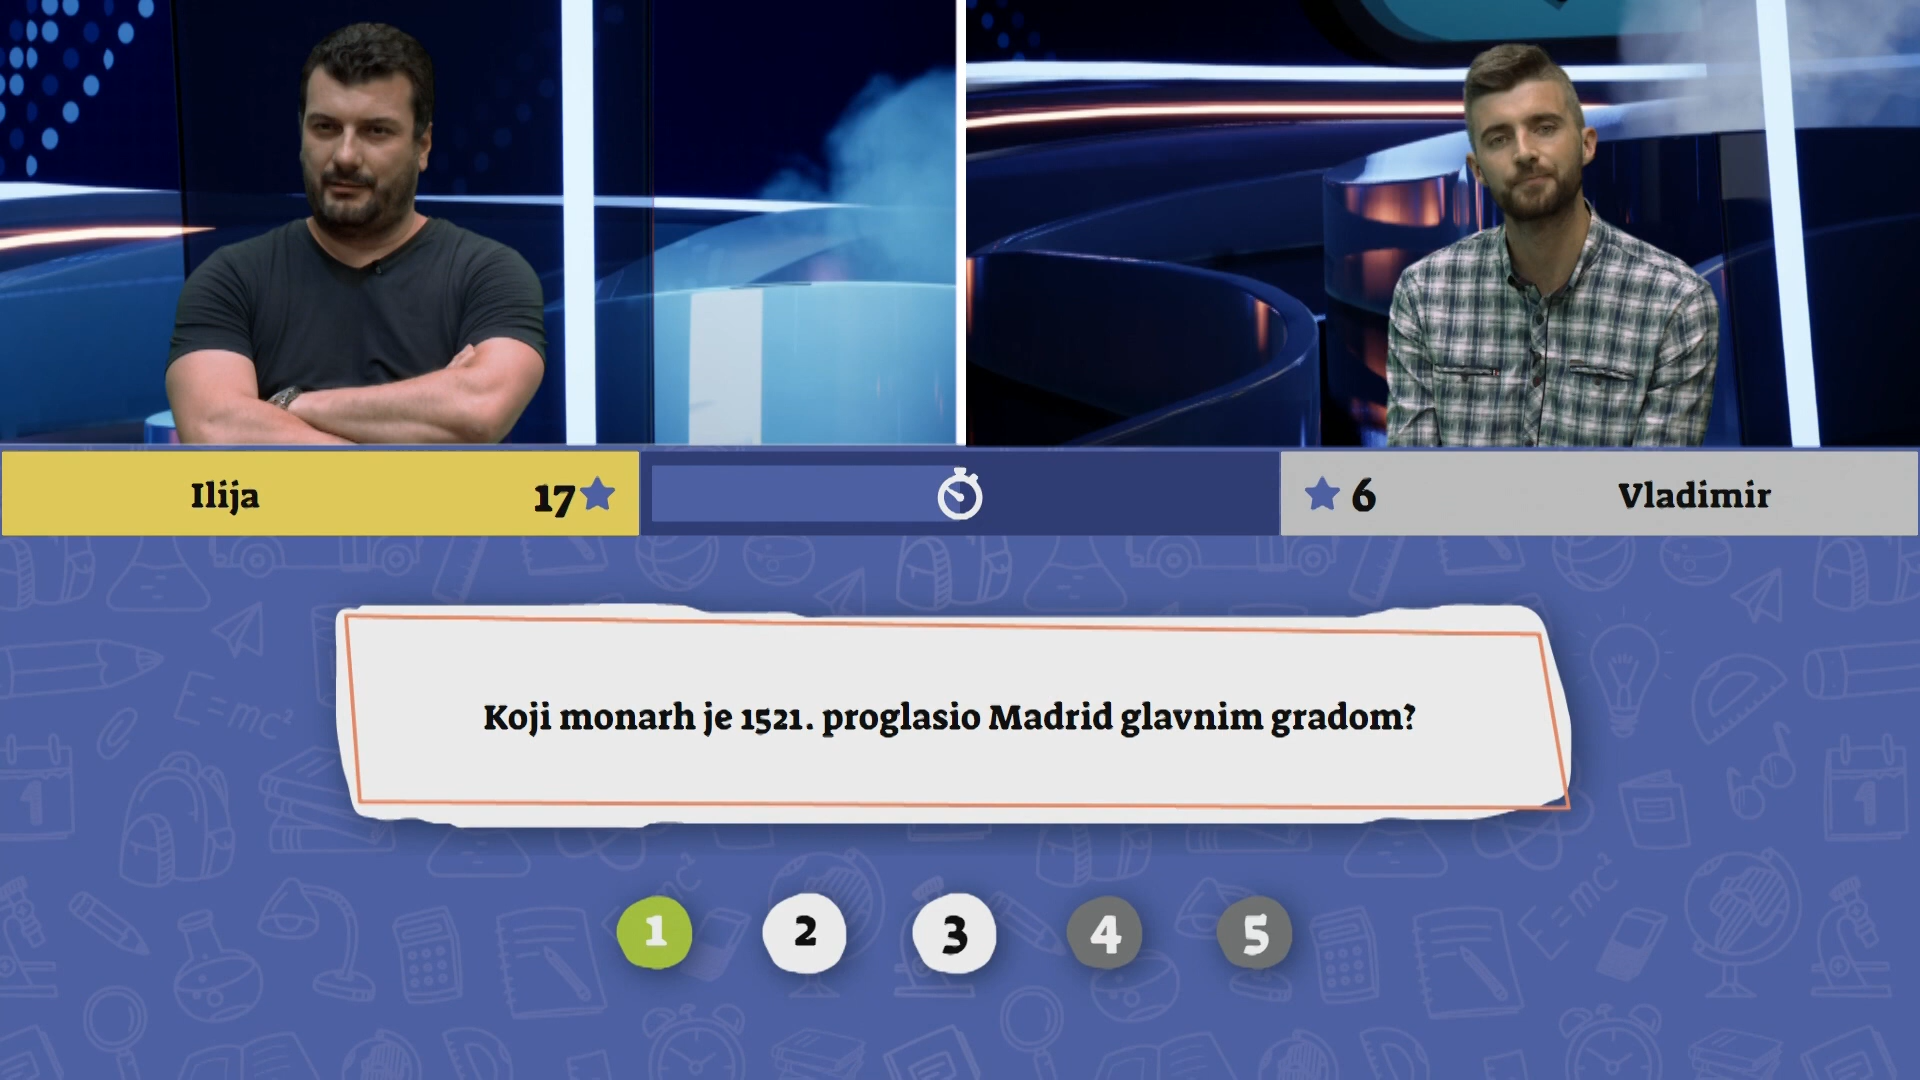 Ilija 17
6 Vladimir
Koji monarh je 1521. proglasio Madrid glavnim gradom?
1 2 3 4 5